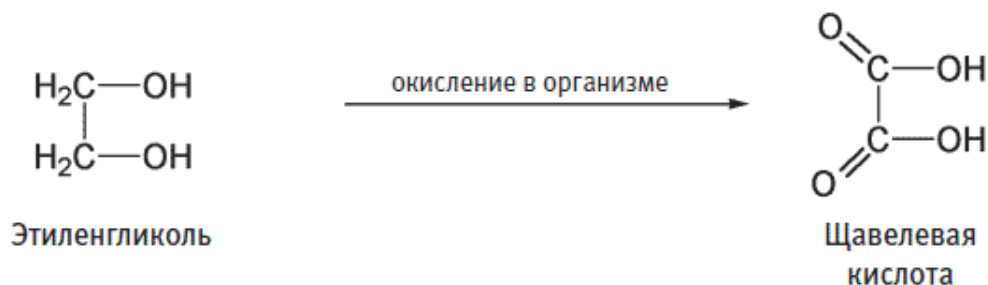 H₂C—OH
H₂C—OH
Этиленгликоль
окисление в организме
O
C—OH
C—OH
O
Щавелевая
кислота